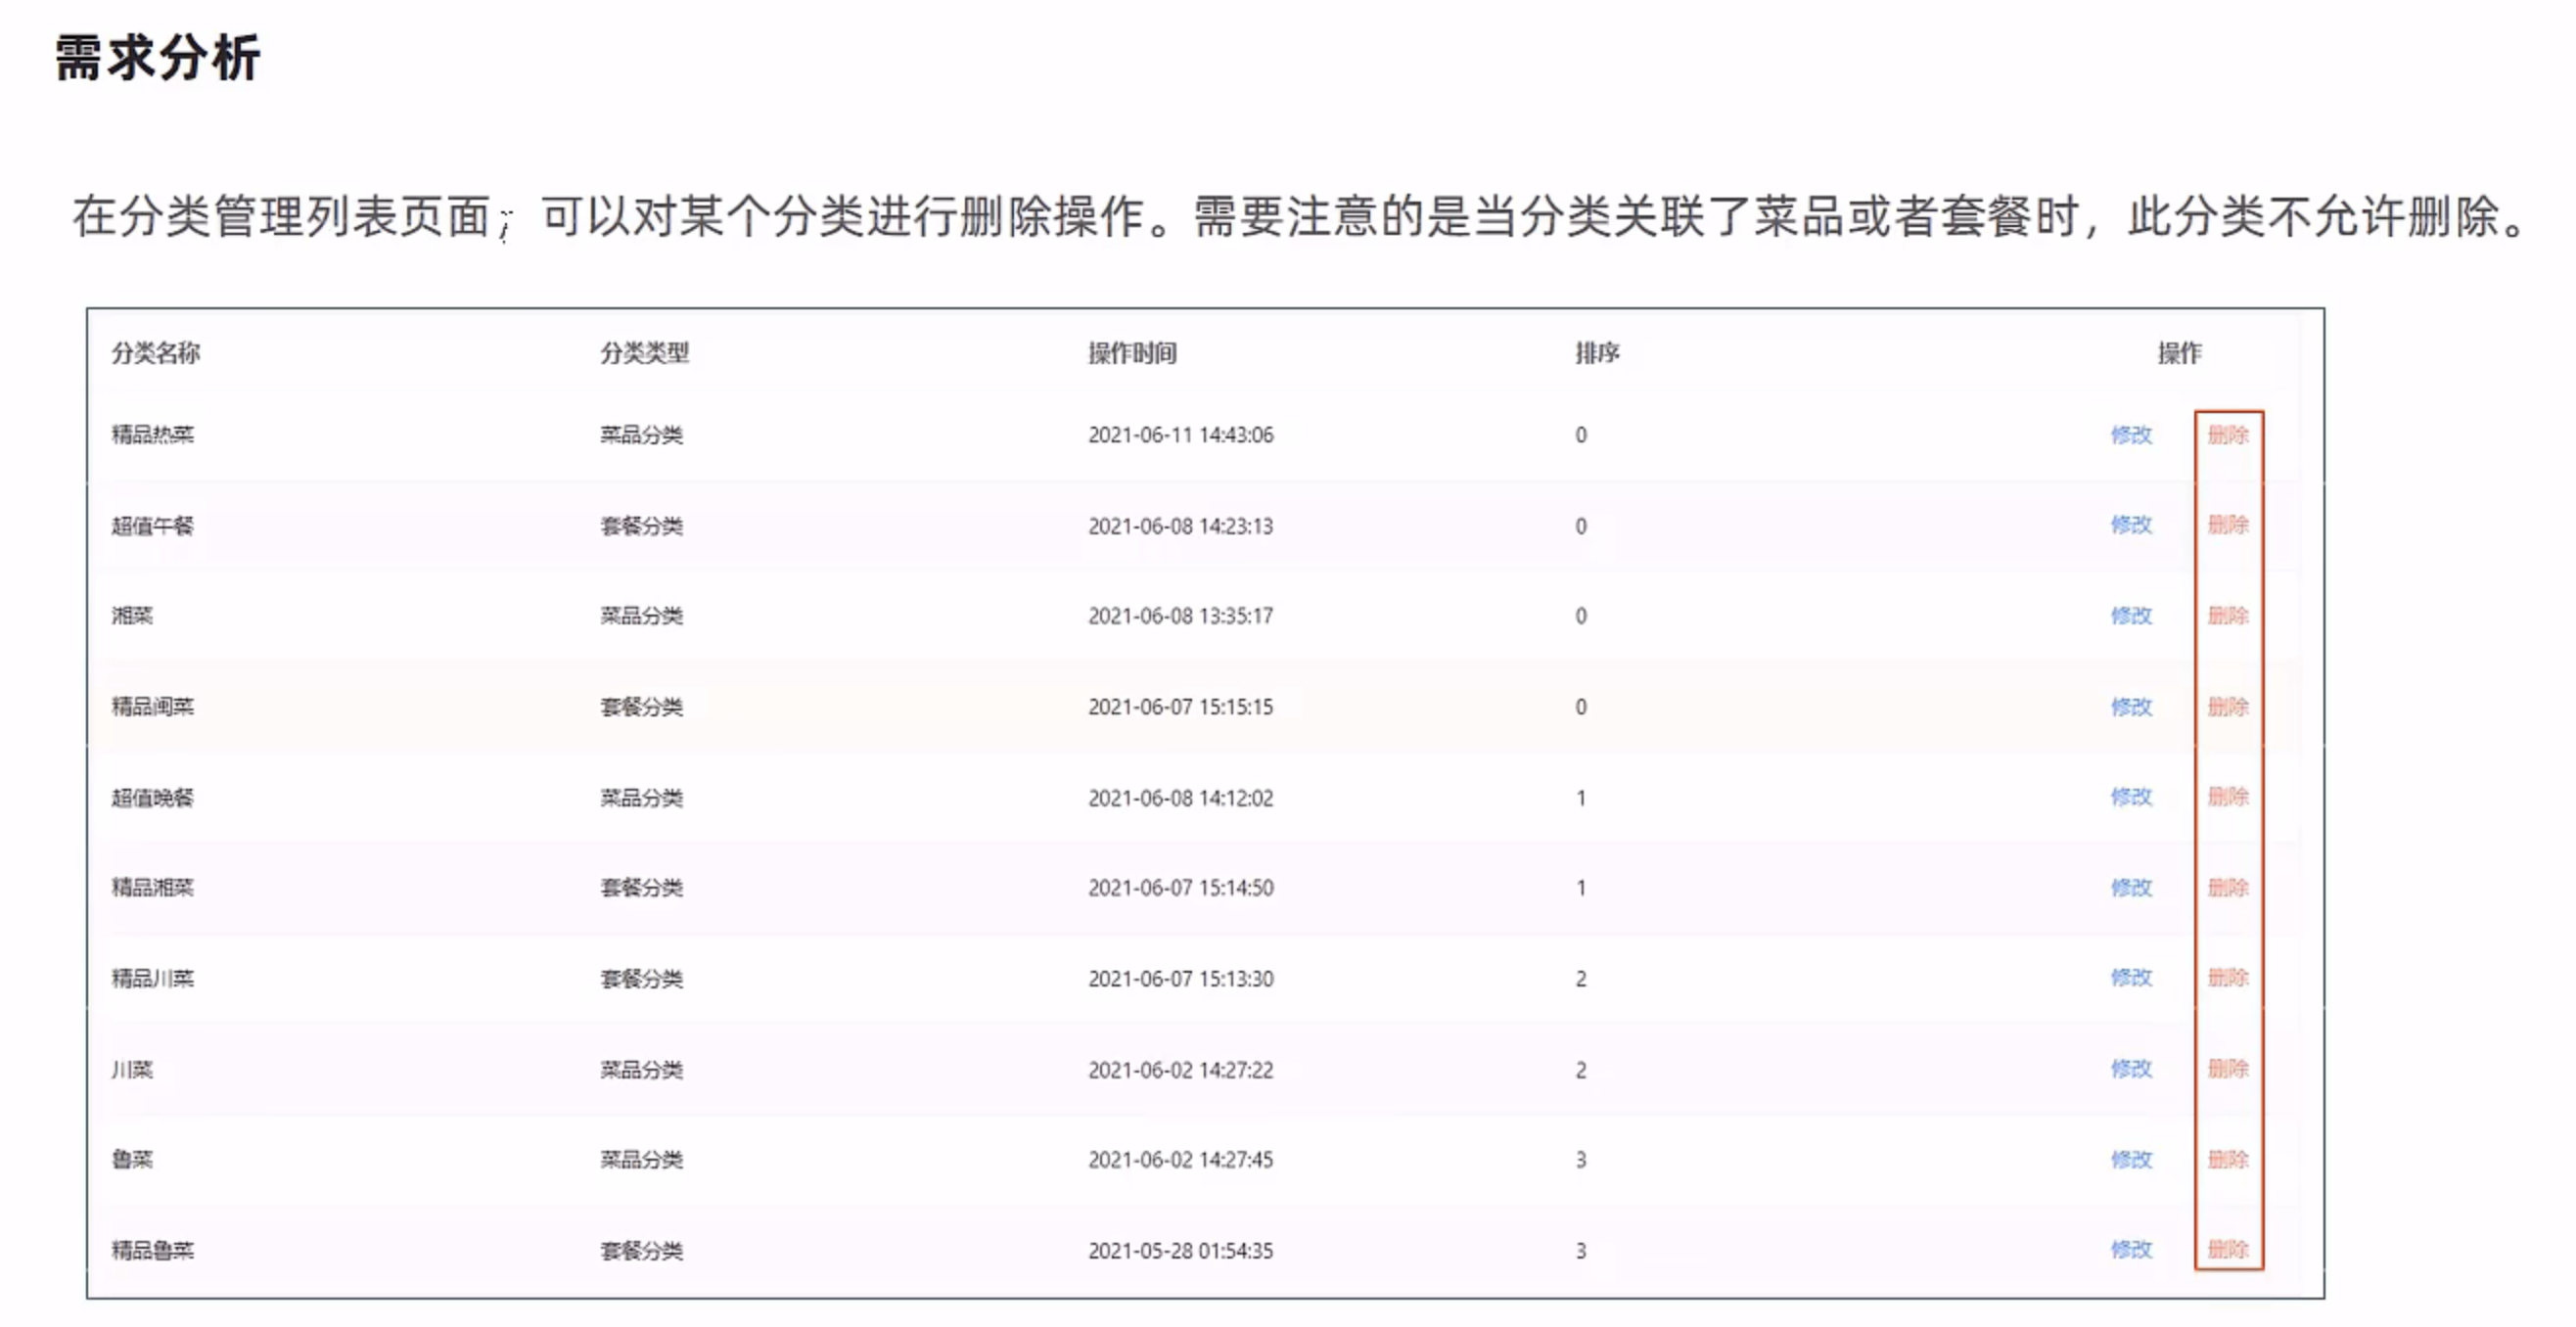 需求分析
在分类管理列表页面，可以对某个分类进行删除操作。需要注意的是当分类关联了菜品或者套餐时，此分类不允许删除。
分类名称 分类类型 操作时间 排序 操作
精品热菜 菜品分类 2021-06-11 14:43:06 0 修改 删除
超值午餐 套餐分类 2021-06-08 14:23:13 0 修改 删除
湘菜 菜品分类 2021-06-08 13:35:17 0 修改 删除
精品闽菜 套餐分类 2021-06-07 15:15:15 0 修改 删除
超值晚餐 菜品分类 2021-06-08 14:12:02 1 修改 删除
精品湘菜 套餐分类 2021-06-07 15:14:50 1 修改 删除
精品川菜 套餐分类 2021-06-07 15:13:30 2 修改 删除
川菜 菜品分类 2021-06-02 14:27:22 2 修改 删除
鲁菜 菜品分类 2021-06-02 14:27:45 3 修改 删除
精品鲁菜 套餐分类 2021-05-28 01:54:35 3 修改 删除